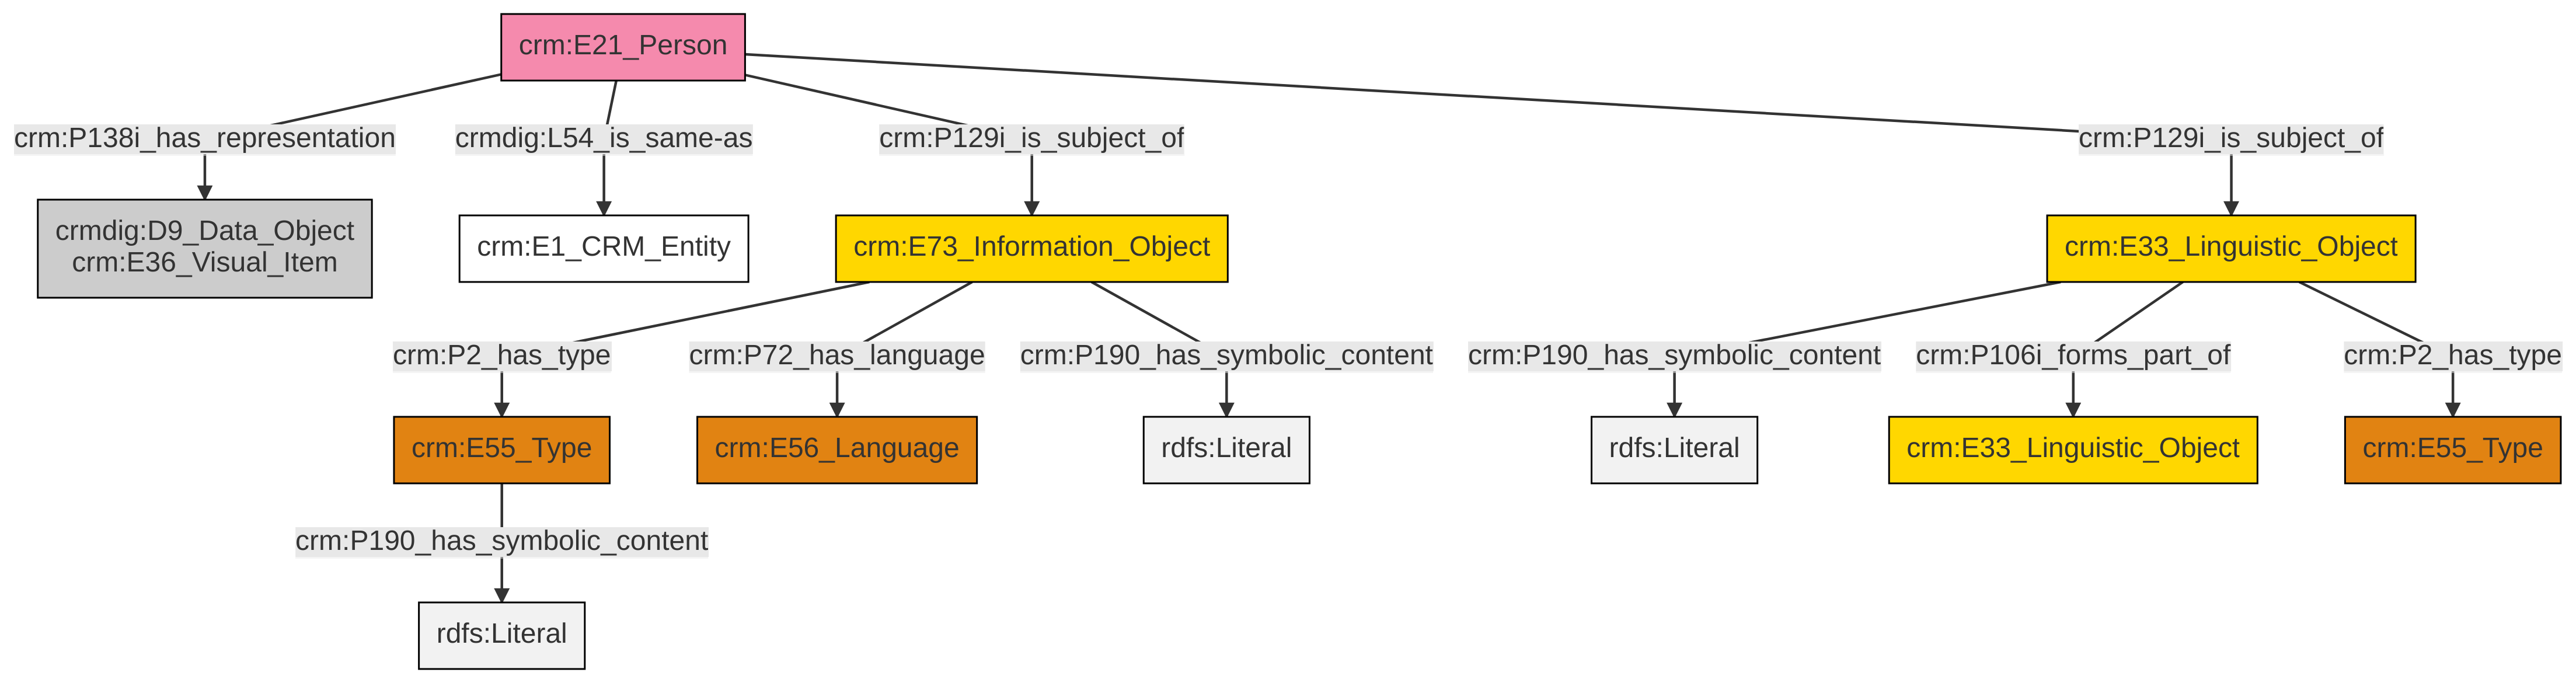 crm:E21_Person
crm:P138i_has_representation
crmdig:L54_is_same-as
crm:P129i_is_subject_of
crm:P129i_is_subject_of
crmdig:D9_Data_Object
crm:E36_Visual_Item
crm:E1_CRM_Entity
crm:E73_Information_Object
crm:E33_Linguistic_Object
crm:P2_has_type
crm:P72_has_language
crm:P190_has_symbolic_content
crm:P190_has_symbolic_content
crm:P106i_forms_part_of
crm:P2_has_type
crm:E55_Type
crm:E56_Language
rdfs:Literal
rdfs:Literal
crm:E33_Linguistic_Object
crm:E55_Type
crm:P190_has_symbolic_content
rdfs:Literal